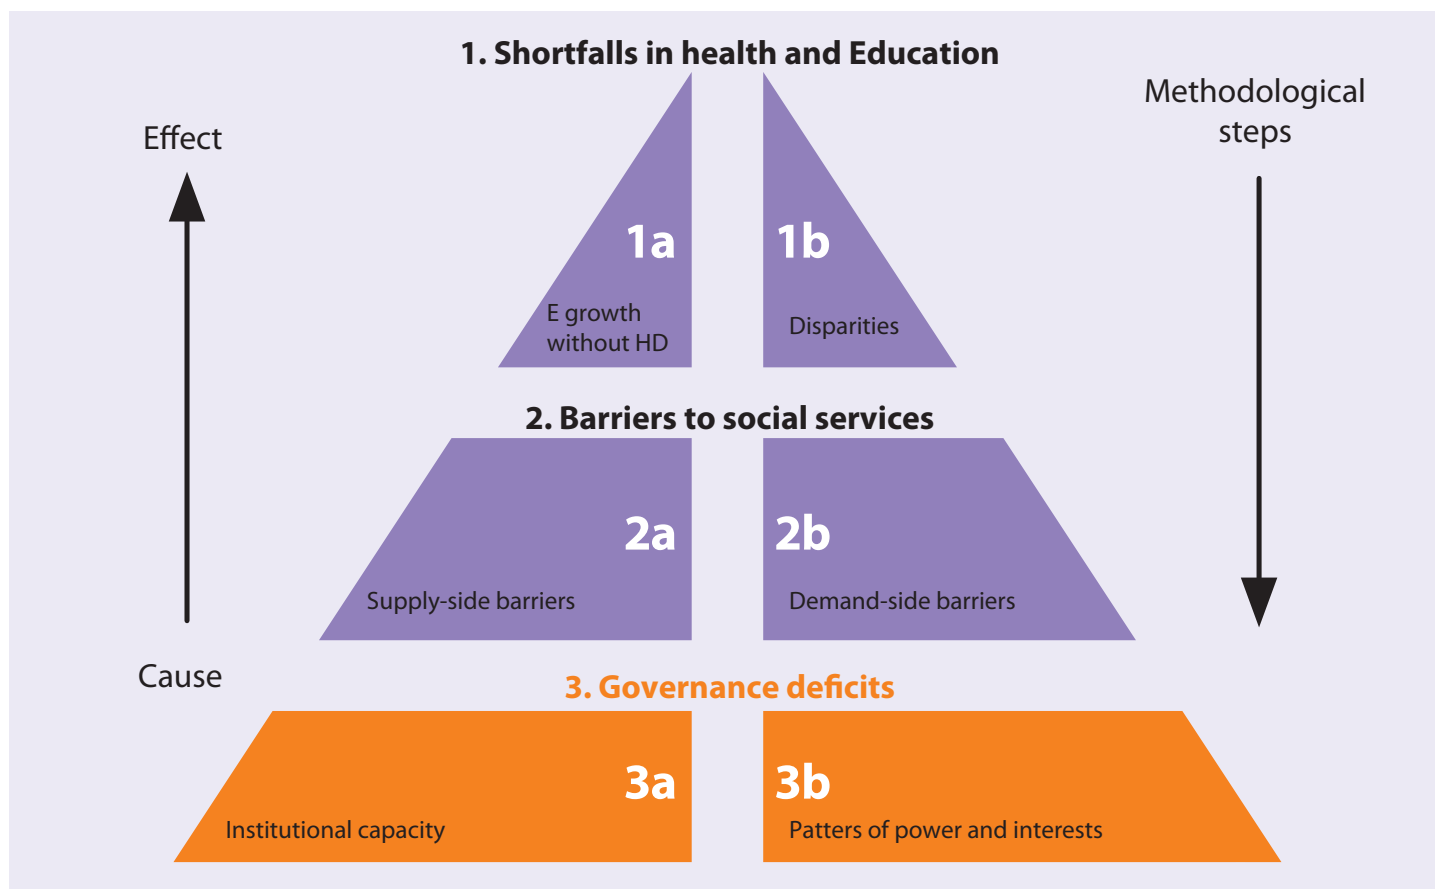 1. Shortfalls in health and Education
Effect
Methodological
steps
1a
1b
E growth
without HD
Disparities
2. Barriers to social services
2a
2b
Supply-side barriers
Demand-side barriers
Cause
3. Governance deficits
3a
3b
Institutional capacity
Patters of power and interests